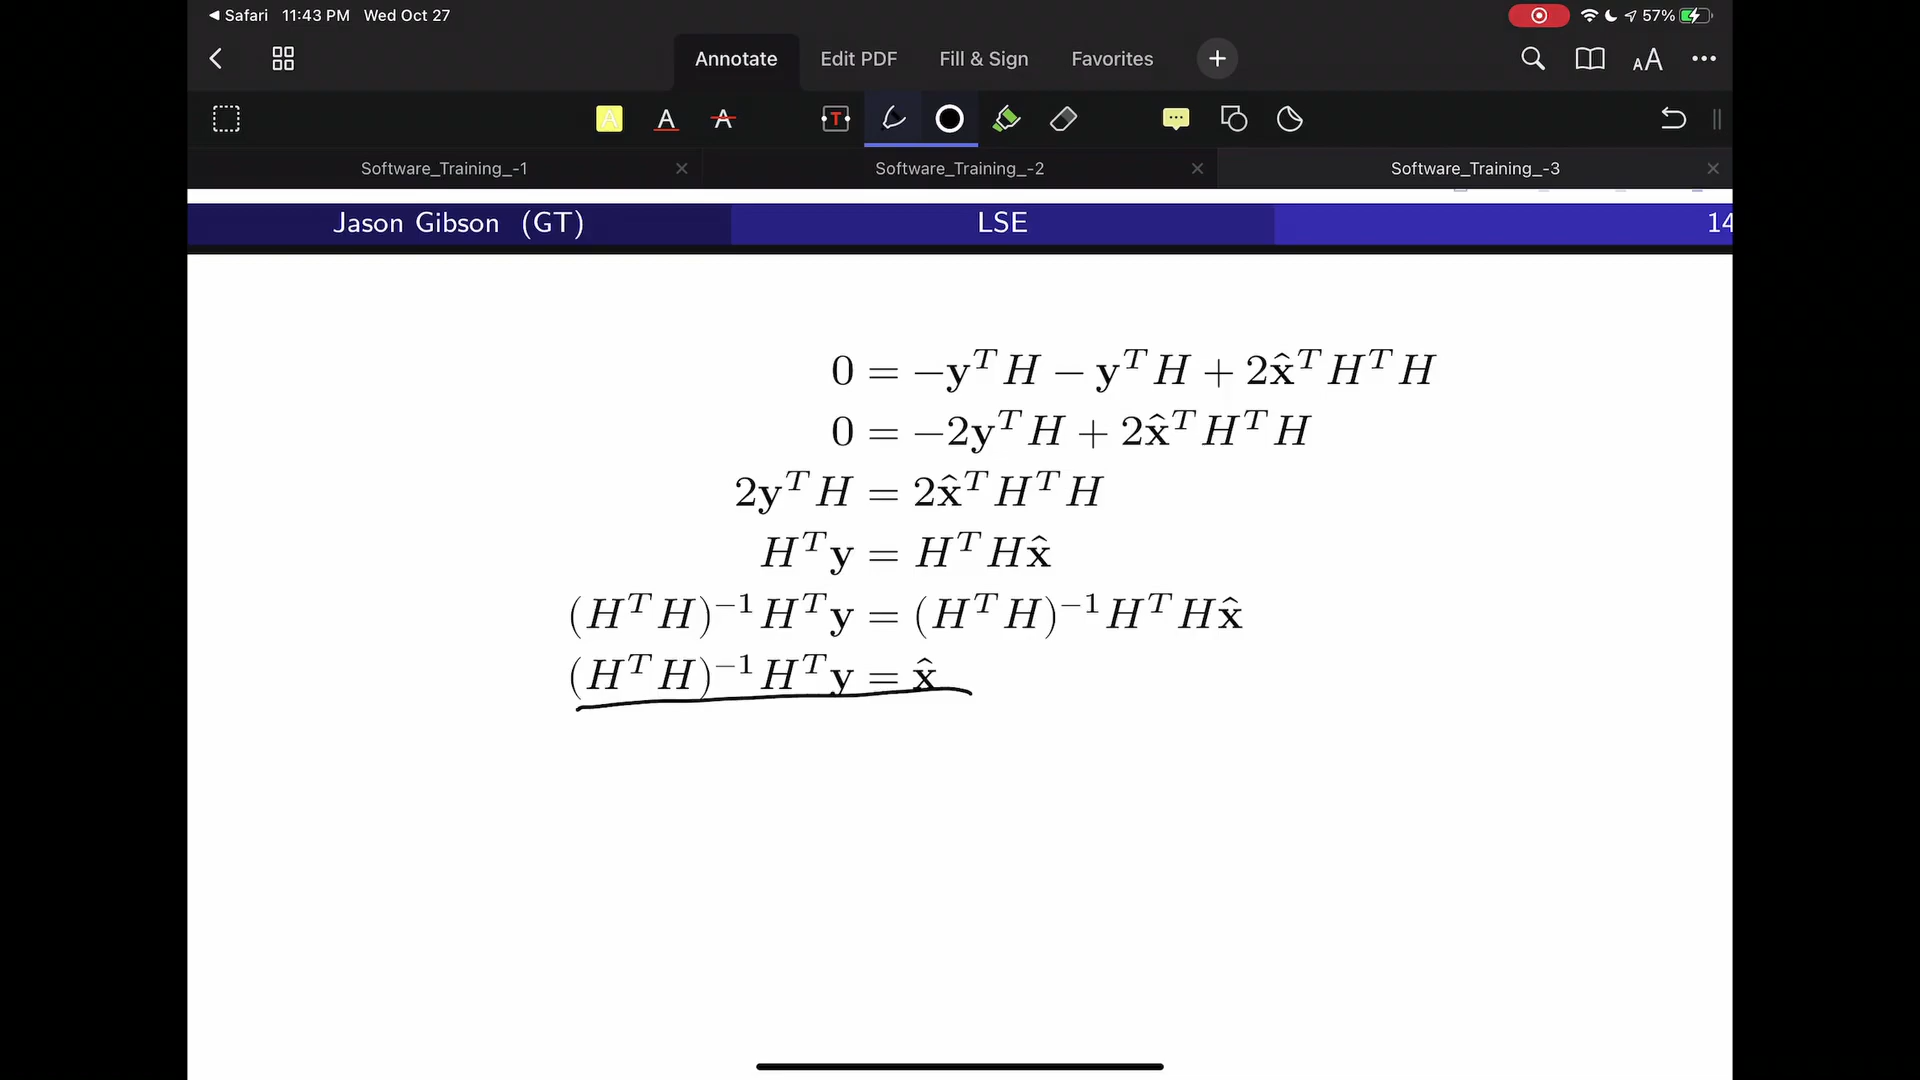 Safari 11:43 PM Wed Oct 27 57%
Annotate Edit PDF Fill & Sign Favorites
Software_Training_-1 Software_Training_-2 Software_Training_-3
Jason Gibson (GT) LSE 14
0 = −y^T H − y^T H + 2x̂^T H^T H
0 = −2y^T H + 2x̂^T H^T H
2y^T H = 2x̂^T H^T H
H^T y = H^T H x̂
(H^T H)^−1 H^T y = (H^T H)^−1 H^T H x̂
(H^T H)^−1 H^T y = x̂